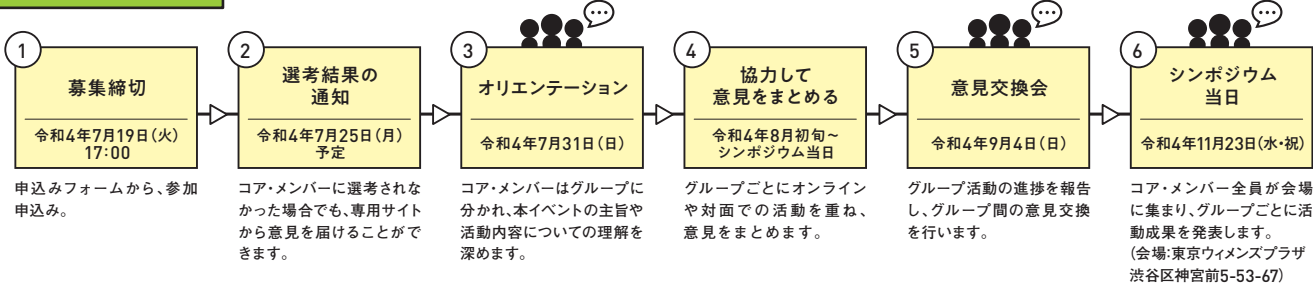 1
募集締切
令和4年7月19日(火)
17:00
申込みフォームから、参加
申込み。
2
選考結果の
通知
令和4年7月25日(月)
予定
コア・メンバーに選考されな
かった場合でも、専用サイト
から意見を届けることがで
きます。
3
オリエンテーション
令和4年7月31日(日)
コア・メンバーはグループに
分かれ、本イベントの主旨や
活動内容についての理解を
深めます。
4
協力して
意見をまとめる
令和4年8月初旬~
シンポジウム当日
グループごとにオンライン
や対面での活動を重ね、
意見をまとめます。
5
意見交換会
令和4年9月4日(日)
グループ活動の進捗を報告
し、グループ間の意見交換
を行います。
6
シンポジウム
当日
令和4年11月23日(水・祝)
コア・メンバー全員が会場
に集まり、グループごとに活
動成果を発表します。
(会場:東京ウィメンズプラザ
渋谷区神宮前5-53-67)